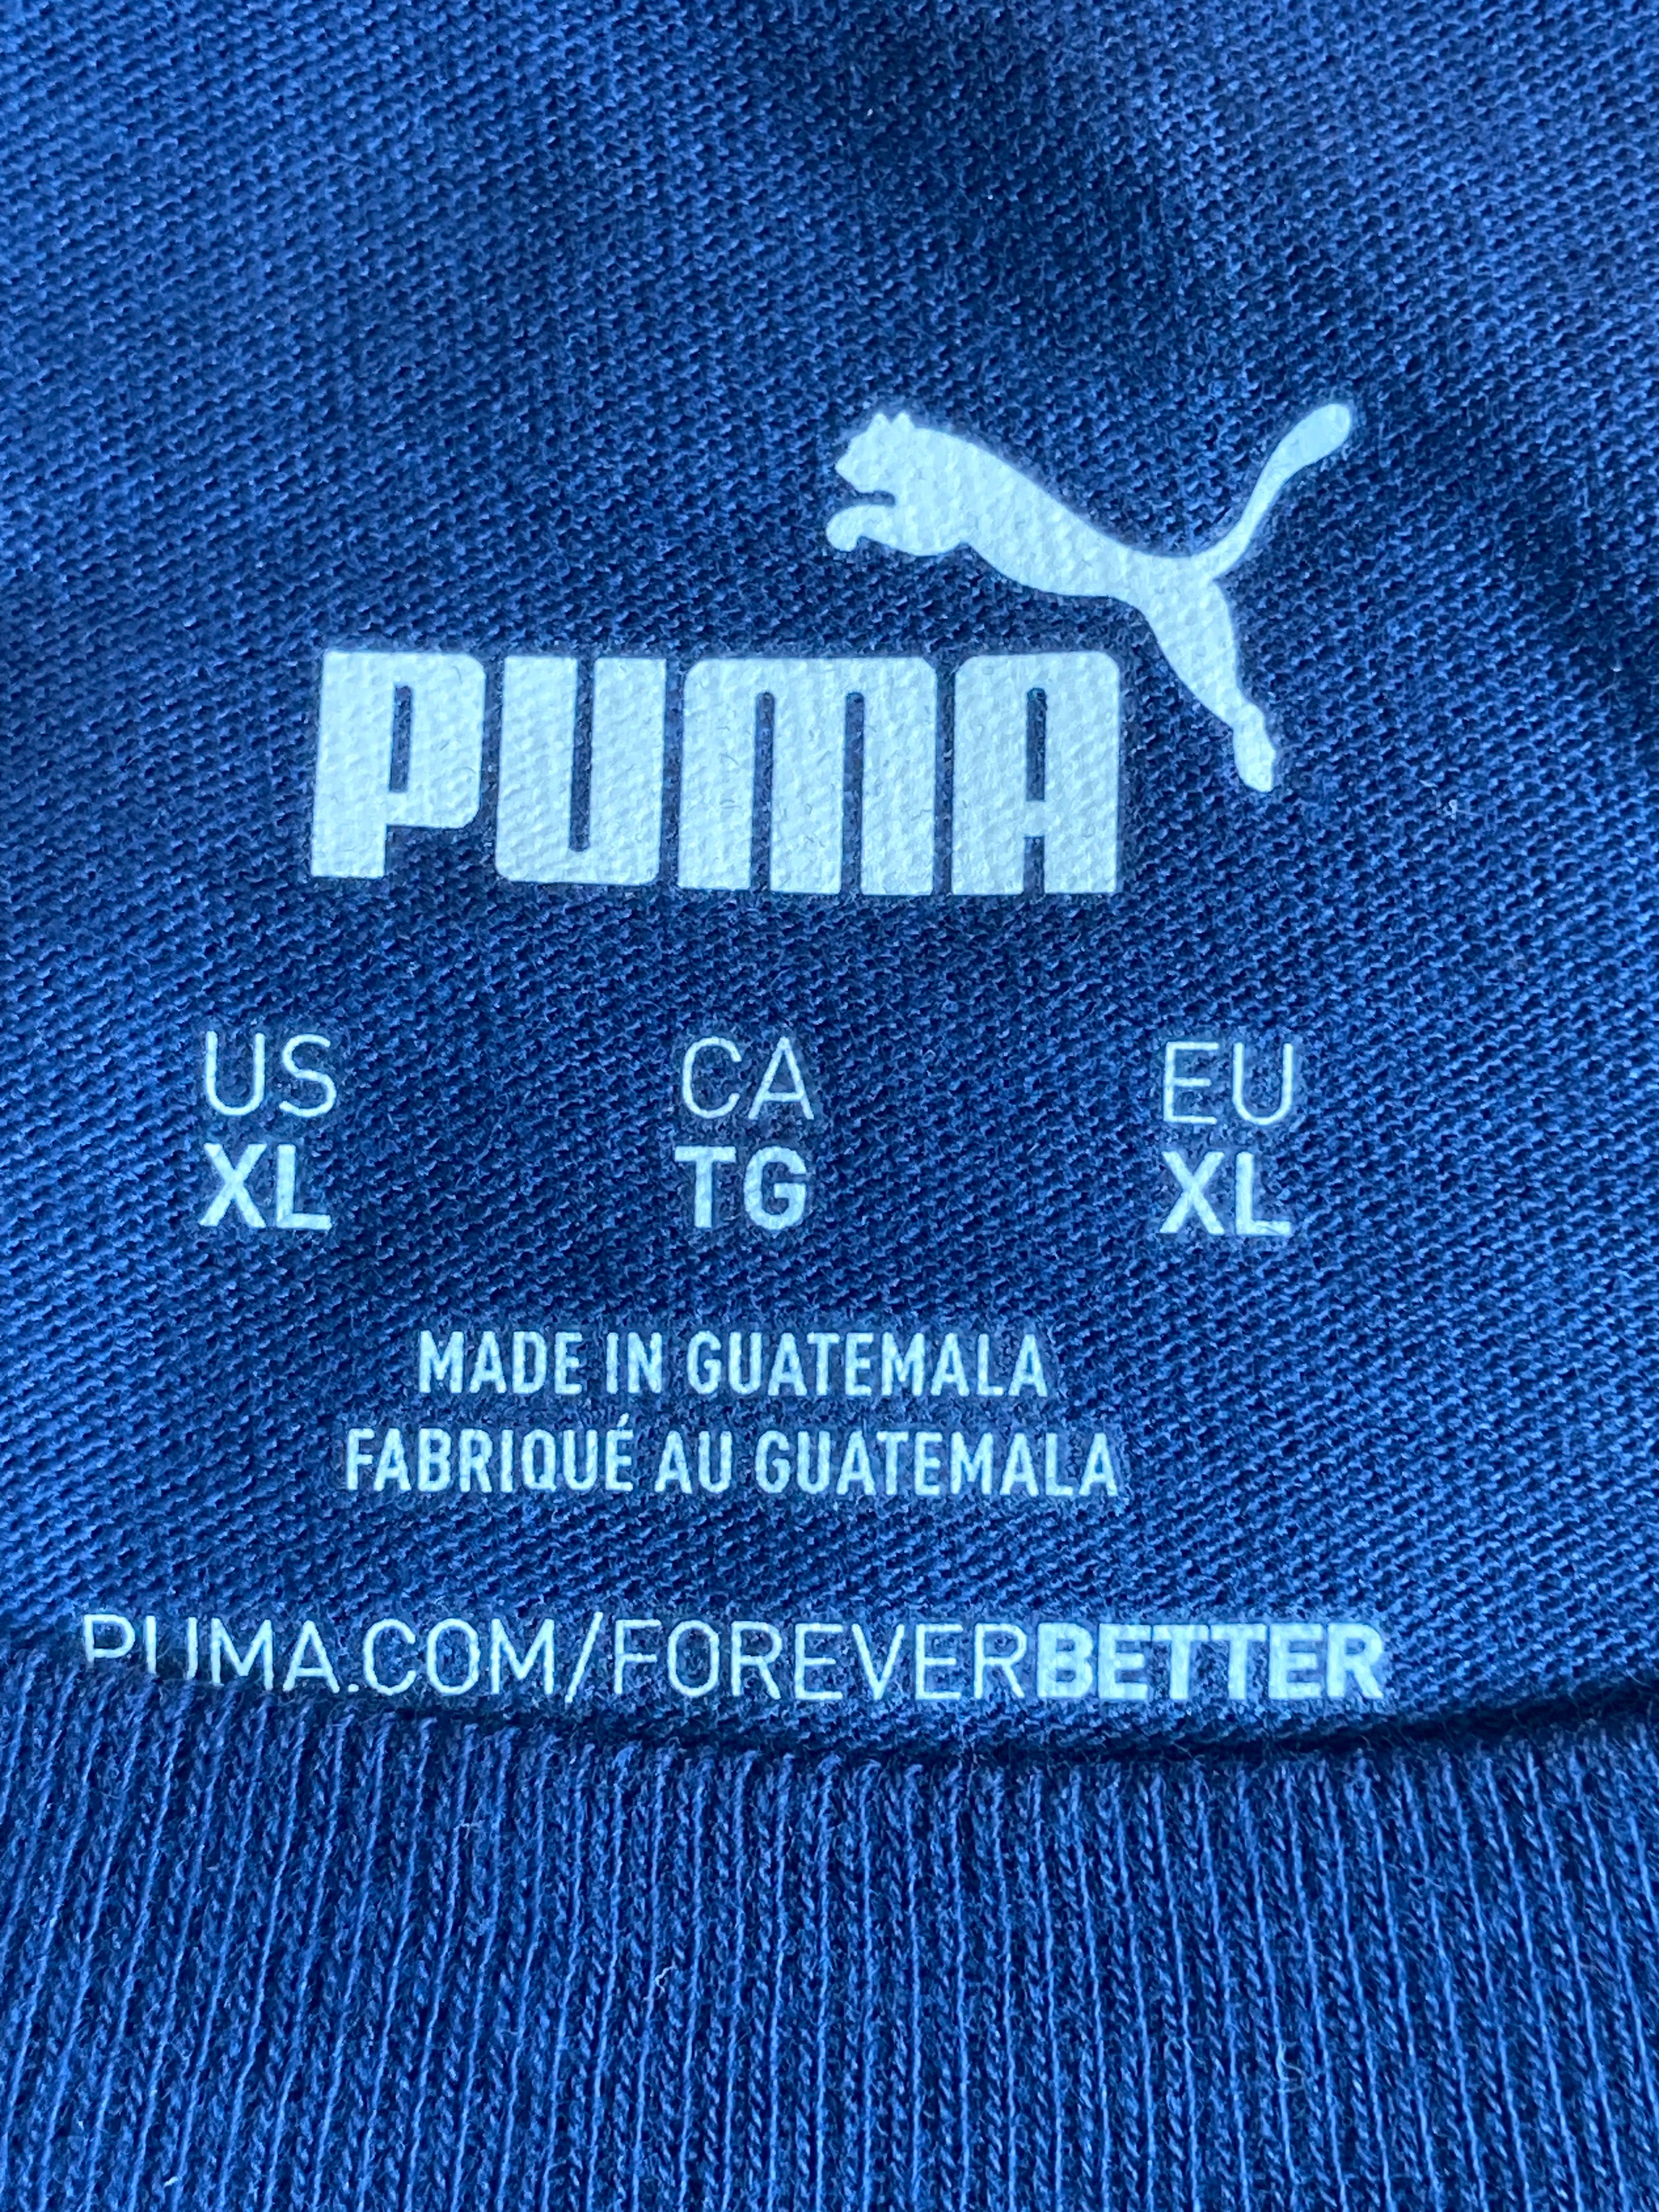 PUMA
US CA EU
XL TG XL
MADE IN GUATEMALA
FABRIQUÉ AU GUATEMALA
PUMA.COM/FOREVERBETTER